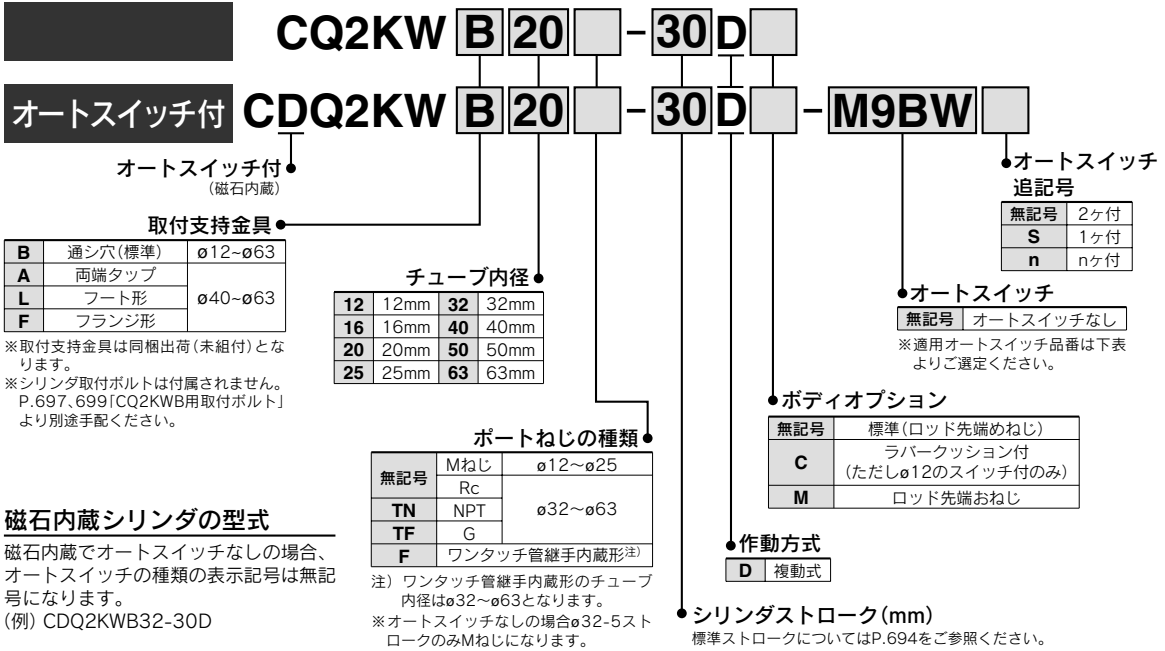 CQ2KW B 20 -30 D
オートスイッチ付 CDQ2KW B 20 -30 D -M9BW
オートスイッチ付
(磁石内蔵)
取付支持金具
B 通シ穴(標準) ø12~ø63
A 両端タップ ø40~ø63
L フート形
F フランジ形
※取付支持金具は同梱出荷(未組付)とな
ります。
※シリンダ取付ボルトは付属されません。
P.697、699「CQ2KWB用取付ボルト」
より別途手配ください。
チューブ内径
12 12mm 32 32mm
16 16mm 40 40mm
20 20mm 50 50mm
25 25mm 63 63mm
ポートねじの種類
無記号 Mねじ ø12～ø25
Rc ø32～ø63
TN NPT
TF G
F ワンタッチ管継手内蔵形注)
注) ワンタッチ管継手内蔵形のチューブ
内径はø32～ø63となります。
※オートスイッチなしの場合ø32-5スト
ロークのみMねじになります。
シリンダストローク(mm)
標準ストロークについてはP.694をご参照ください。
作動方式
D 複動式
ボディオプション
無記号 標準(ロッド先端めねじ)
C ラバークッション付
(ただしø12のスイッチ付のみ)
M ロッド先端おねじ
オートスイッチ
無記号 オートスイッチなし
※適用オートスイッチ品番は下表
よりご選定ください。
オートスイッチ
追記号
無記号 2ヶ付
S 1ヶ付
n nヶ付
磁石内蔵シリンダの型式
磁石内蔵でオートスイッチなしの場合、
オートスイッチの種類の表示記号は無記
号になります。
(例) CDQ2KWB32-30D